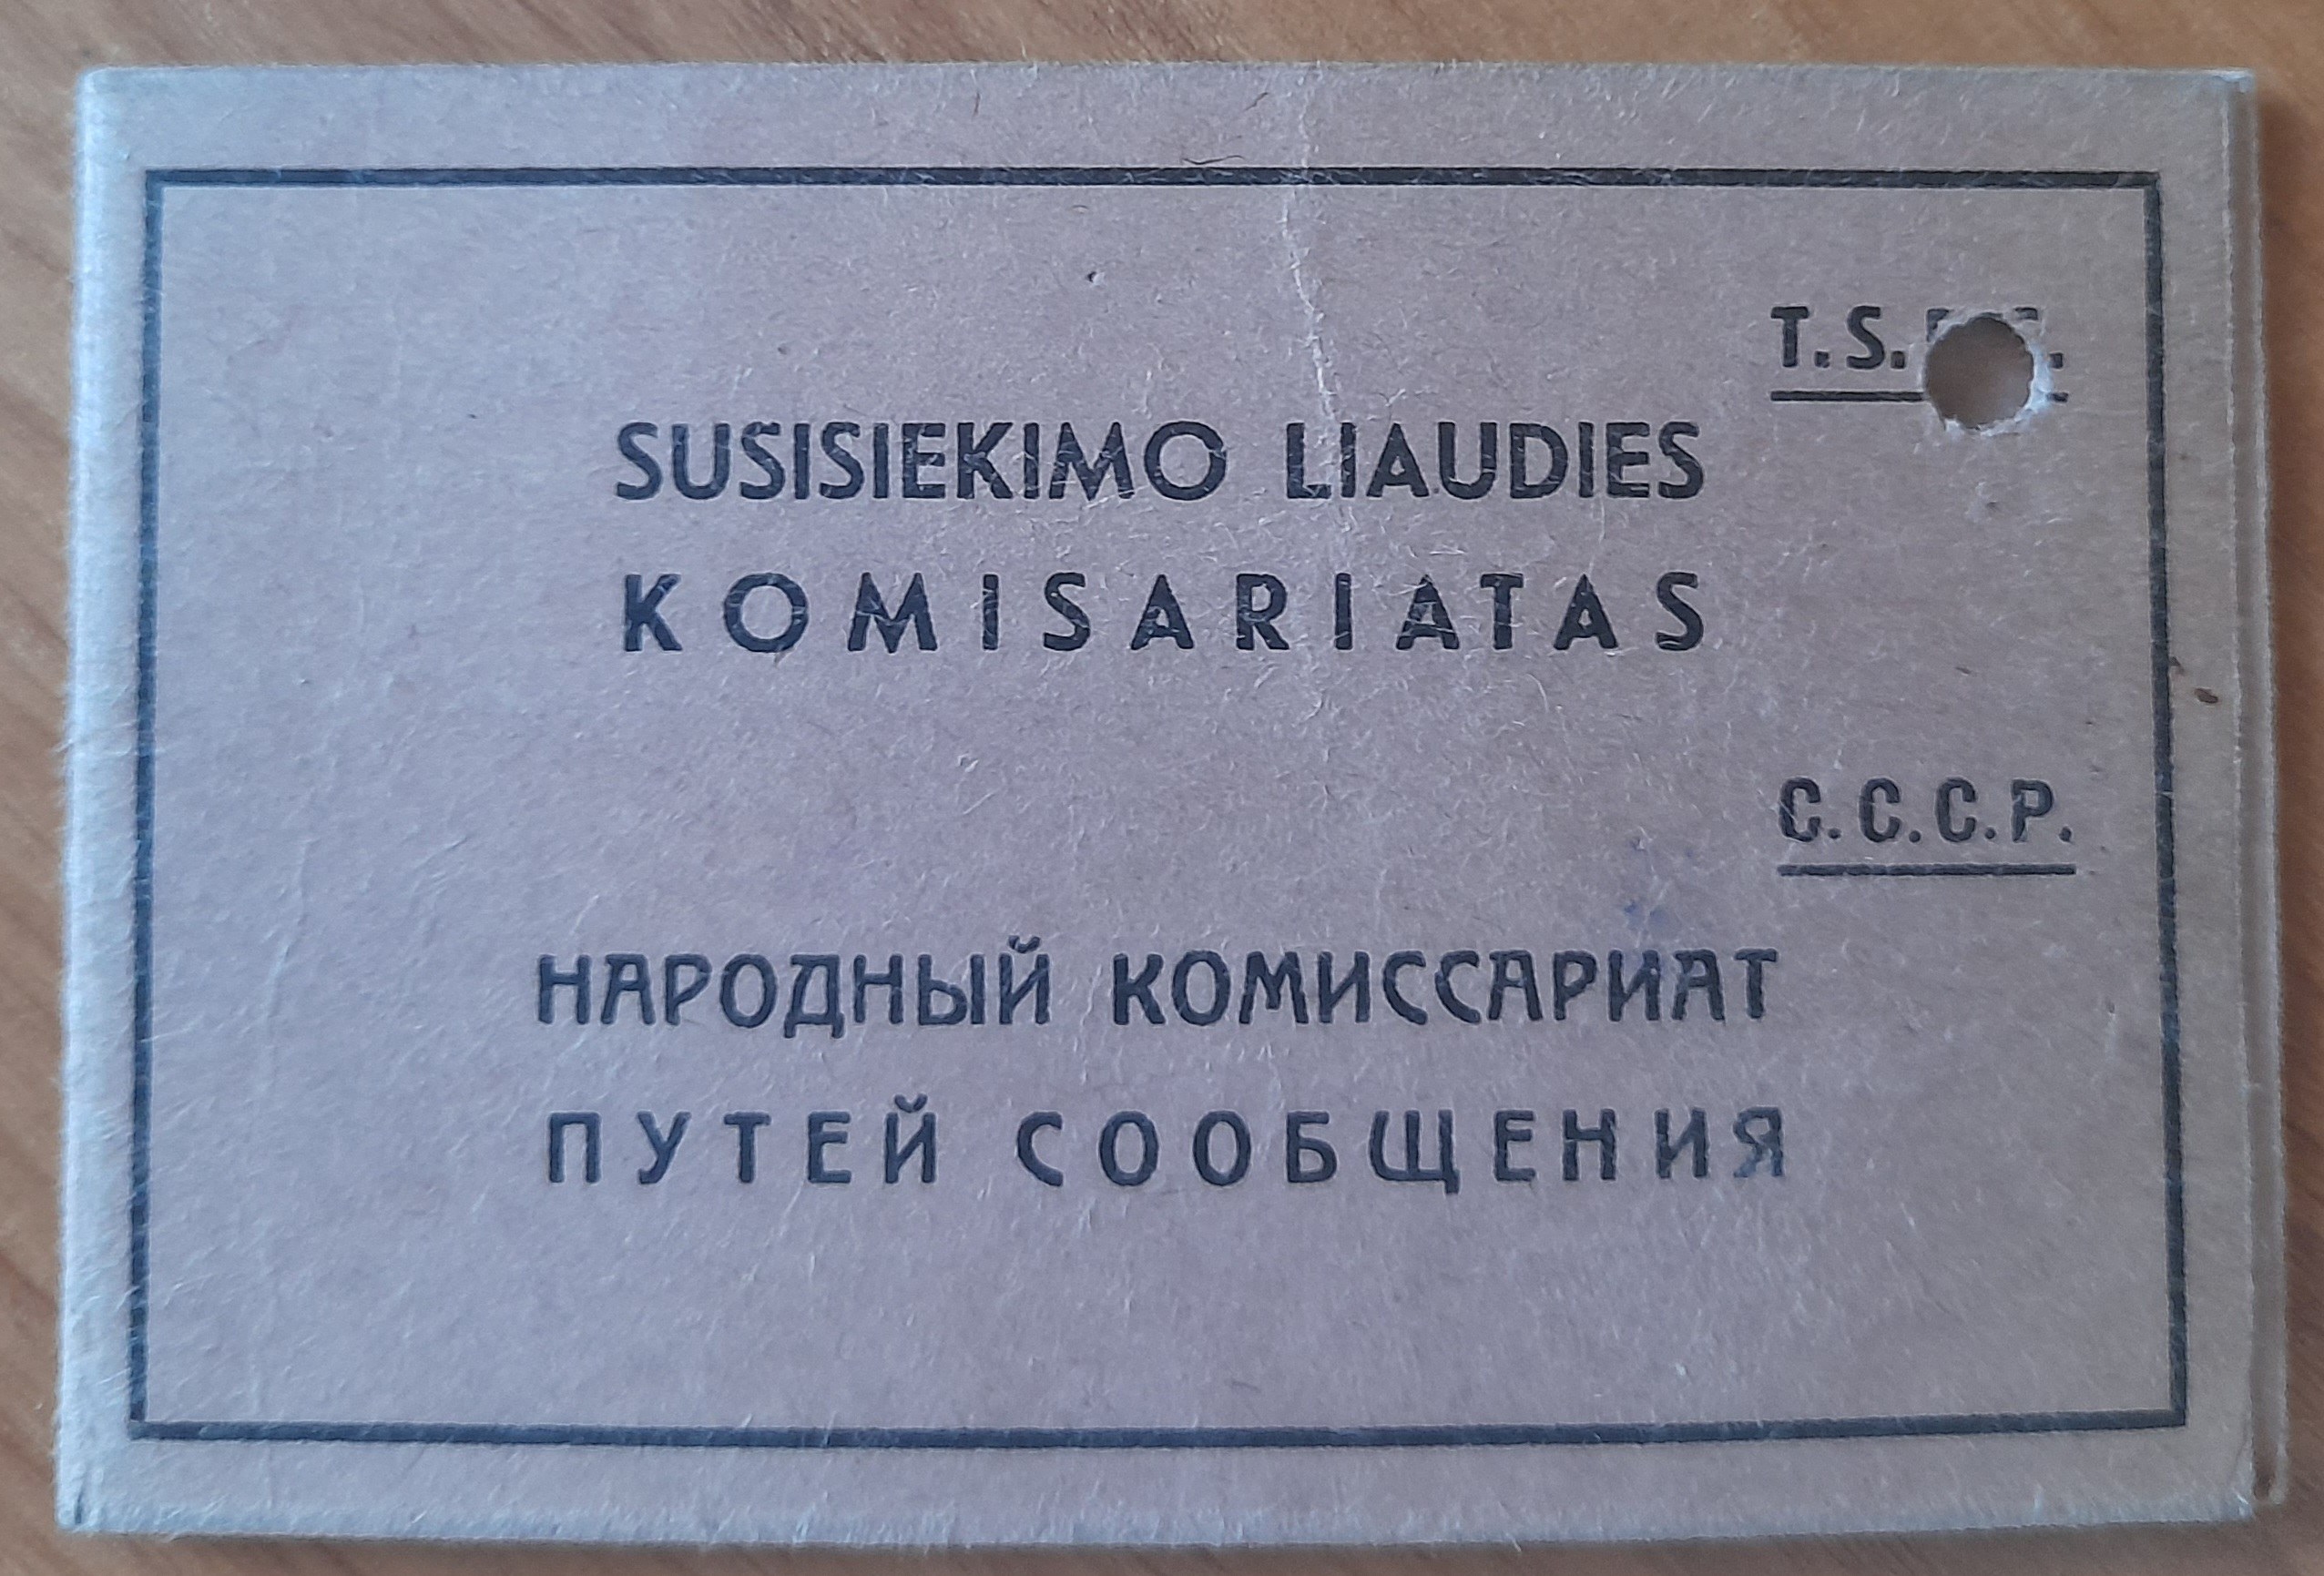 T.S.
SUSISIEKIMO LIAUDIES
KOMISARIATAS
С.С.С.Р.
НАРОДНЫЙ КОМИССАРИАТ
ПУТЕЙ СООБЩЕНИЯ